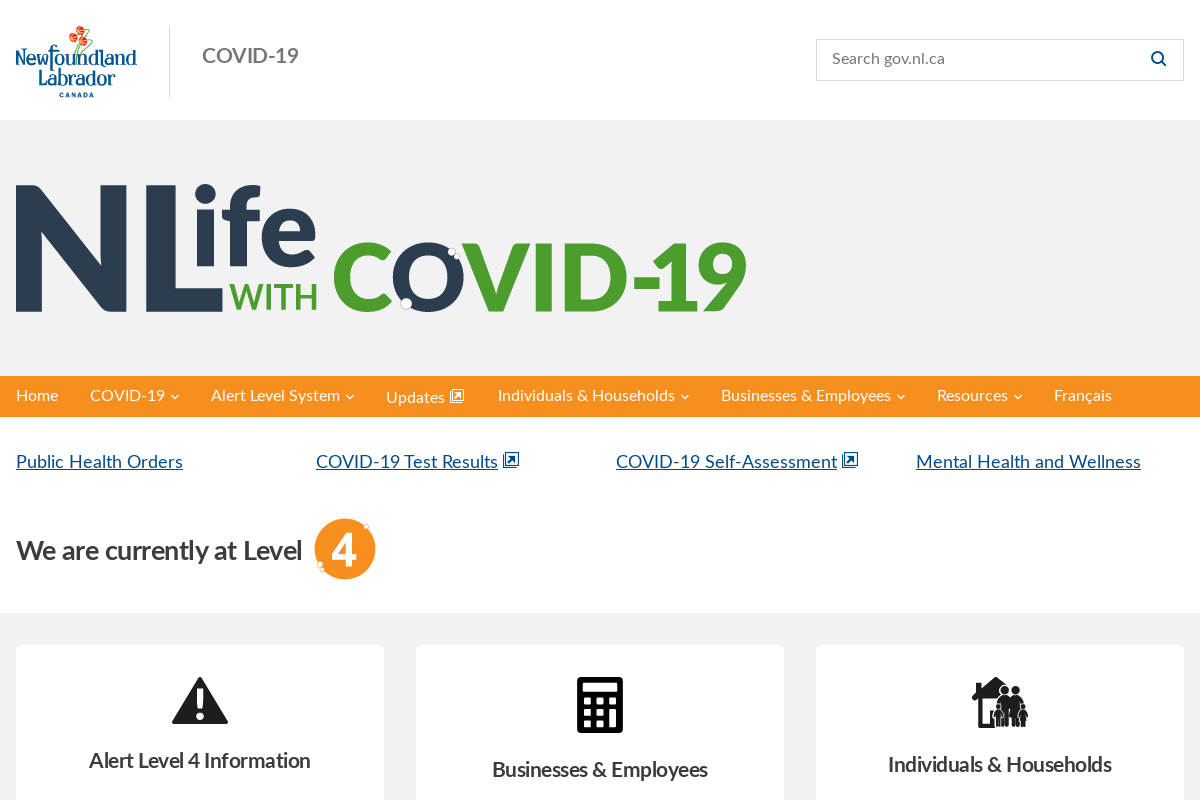 Newfoundland
Labrador
CANADA
COVID-19
Search gov.nl.ca
NLife
WITH COVID-19
Home COVID-19 Alert Level System Updates Individuals & Households Businesses & Employees Resources Français
Public Health Orders COVID-19 Test Results COVID-19 Self-Assessment Mental Health and Wellness
We are currently at Level 4
Alert Level 4 Information
Businesses & Employees
Individuals & Households